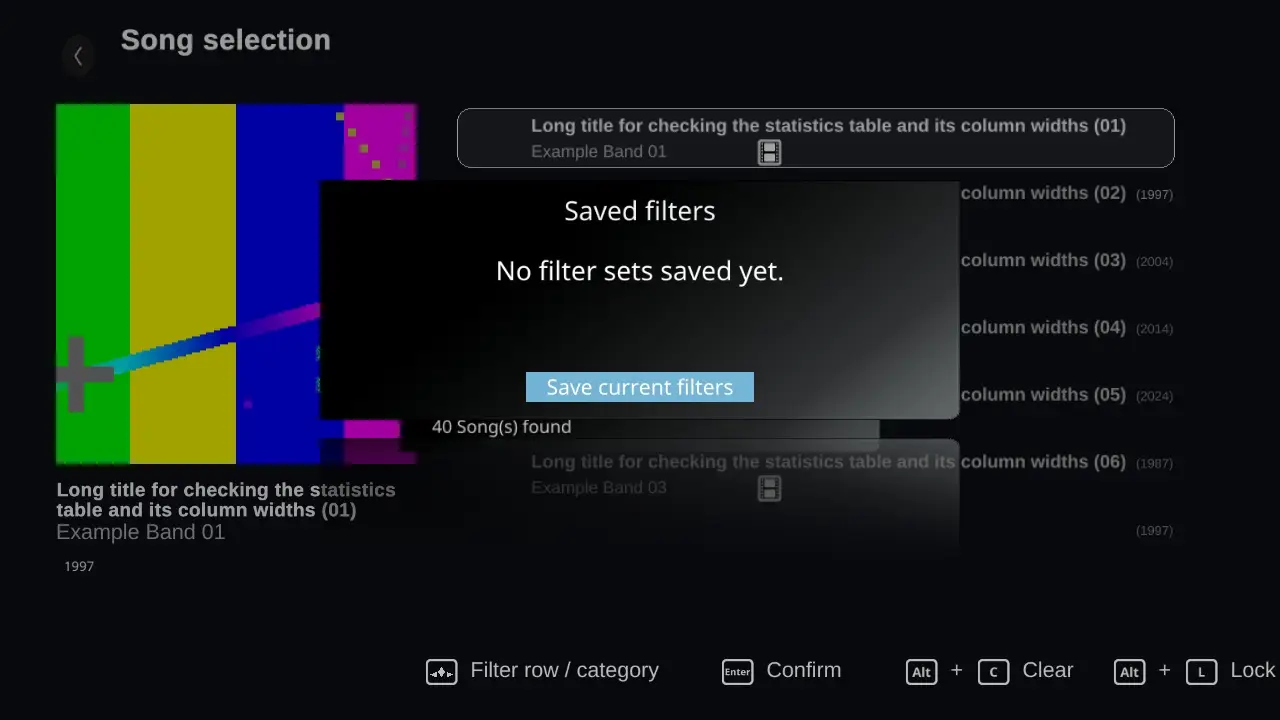 Song selection
Long title for checking the statistics table and its column widths (01)
Example Band 01
column widths (02) (1997)
Saved filters
column widths (03) (2004)
No filter sets saved yet.
column widths (04) (2014)
Save current filters
column widths (05) (2024)
40 Song(s) found
Long title for checking the statistics table and its column widths (06) (1987)
Example Band 03
Long title for checking the statistics
table and its column widths (01)
Example Band 01
(1997)
1997
Filter row / category Enter Confirm Alt + C Clear Alt + L Lock